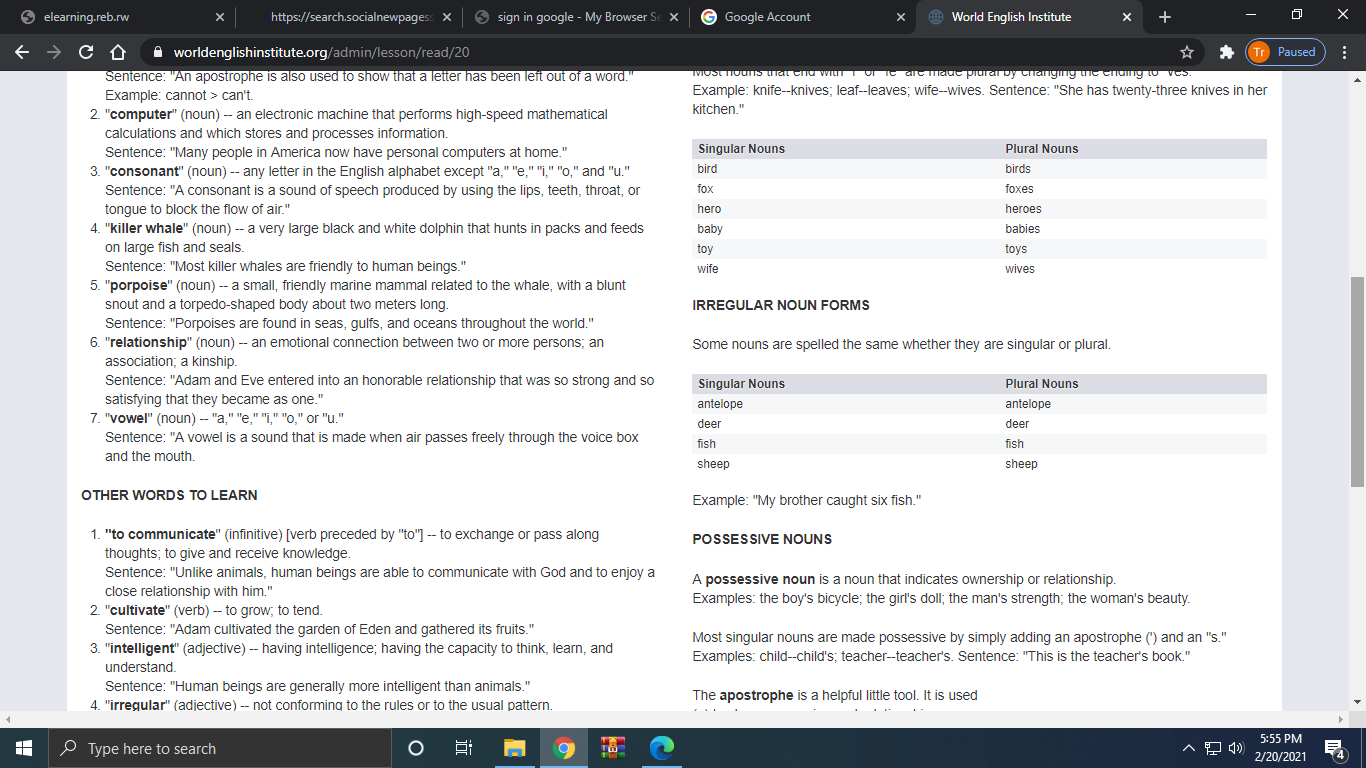 elearning.reb.rw
https://search.socialnewpagess
sign in google - My Browser Se
Google Account
World English Institute
worldenglishinstitute.org/admin/lesson/read/20
Tr Paused
Sentence: "An apostrophe is also used to show that a letter has been left out of a word."
Example: cannot > can't.
2. "computer" (noun) -- an electronic machine that performs high-speed mathematical
calculations and which stores and processes information.
Sentence: "Many people in America now have personal computers at home."
3. "consonant" (noun) -- any letter in the English alphabet except "a," "e," "i," "o," and "u."
Sentence: "A consonant is a sound of speech produced by using the lips, teeth, throat, or
tongue to block the flow of air."
4. "killer whale" (noun) -- a very large black and white dolphin that hunts in packs and feeds
on large fish and seals.
Sentence: "Most killer whales are friendly to human beings."
5. "porpoise" (noun) -- a small, friendly marine mammal related to the whale, with a blunt
snout and a torpedo-shaped body about two meters long.
Sentence: "Porpoises are found in seas, gulfs, and oceans throughout the world."
6. "relationship" (noun) -- an emotional connection between two or more persons; an
association; a kinship.
Sentence: "Adam and Eve entered into an honorable relationship that was so strong and so
satisfying that they became as one."
7. "vowel" (noun) -- "a," "e," "i," "o," or "u."
Sentence: "A vowel is a sound that is made when air passes freely through the voice box
and the mouth.
OTHER WORDS TO LEARN
1. "to communicate" (infinitive) [verb preceded by "to"] -- to exchange or pass along
thoughts; to give and receive knowledge.
Sentence: "Unlike animals, human beings are able to communicate with God and to enjoy a
close relationship with him."
2. "cultivate" (verb) -- to grow; to tend.
Sentence: "Adam cultivated the garden of Eden and gathered its fruits."
3. "intelligent" (adjective) -- having intelligence; having the capacity to think, learn, and
understand.
Sentence: "Human beings are generally more intelligent than animals."
4. "irregular" (adjective) -- not conforming to the rules or to the usual pattern.
Most nouns that end with "f" or "fe" are made plural by changing the ending to "ves."
Example: knife--knives; leaf--leaves; wife--wives. Sentence: "She has twenty-three knives in her
kitchen."
Singular Nouns Plural Nouns
bird birds
fox foxes
hero heroes
baby babies
toy toys
wife wives
IRREGULAR NOUN FORMS
Some nouns are spelled the same whether they are singular or plural.
Singular Nouns Plural Nouns
antelope antelope
deer deer
fish fish
sheep sheep
Example: "My brother caught six fish."
POSSESSIVE NOUNS
A possessive noun is a noun that indicates ownership or relationship.
Examples: the boy's bicycle; the girl's doll; the man's strength; the woman's beauty.
Most singular nouns are made possessive by simply adding an apostrophe (') and an "s."
Examples: child--child's; teacher--teacher's. Sentence: "This is the teacher's book."
The apostrophe is a helpful little tool. It is used
Type here to search
5:55 PM
2/20/2021
4